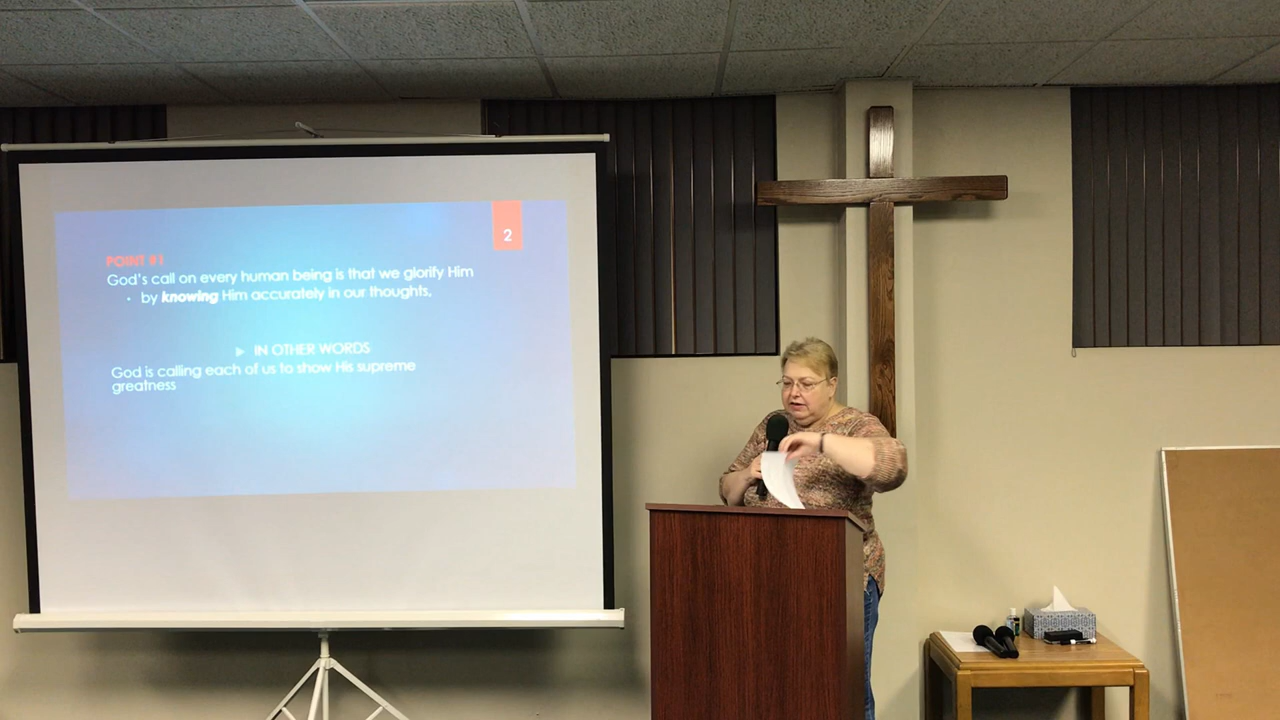 2
POINT #1
God's call on every human being is that we glorify Him
• by knowing Him accurately in our thoughts,
► IN OTHER WORDS
God is calling each of us to show His supreme
greatness